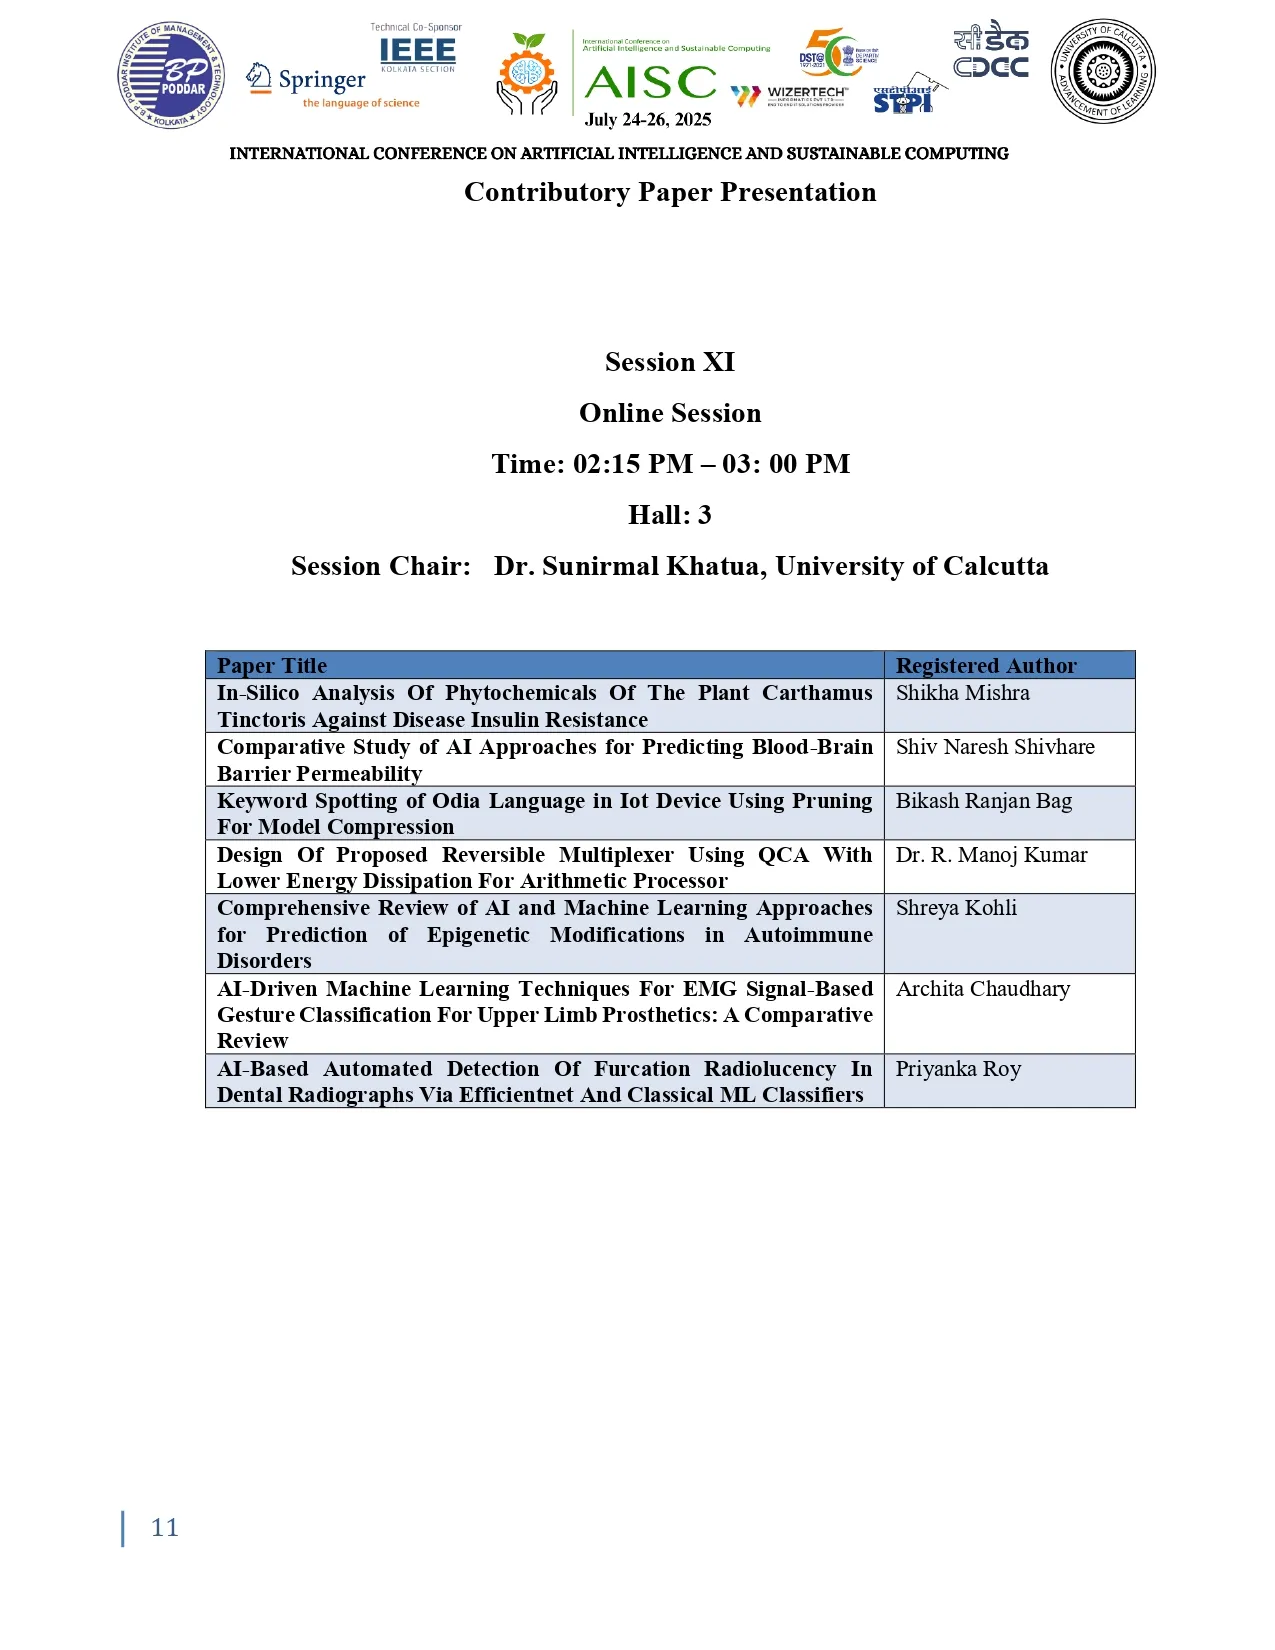 B.P. PODDAR INSTITUTE OF MANAGEMENT & TECHNOLOGY
BP
PODDAR
★ KOLKATA ★
Springer
the language of science
Technical Co-Sponsor
IEEE
KOLKATA SECTION
International Conference on
Artificial Intelligence and Sustainable Computing
AISC
July 24-26, 2025
50
DST@
1971-2021
SCIENCE
WIZERTECH™
INFORMATICS PVT LTD
एसटीपीआई
STPI
सी डैक
CDAC
UNIVERSITY OF CALCUTTA
ADVANCEMENT OF LEARNING
INTERNATIONAL CONFERENCE ON ARTIFICIAL INTELLIGENCE AND SUSTAINABLE COMPUTING
Contributory Paper Presentation
Session XI
Online Session
Time: 02:15 PM – 03: 00 PM
Hall: 3
Session Chair: Dr. Sunirmal Khatua, University of Calcutta
Paper Title Registered Author
In-Silico Analysis Of Phytochemicals Of The Plant Carthamus Shikha Mishra
Tinctoris Against Disease Insulin Resistance
Comparative Study of AI Approaches for Predicting Blood-Brain Shiv Naresh Shivhare
Barrier Permeability
Keyword Spotting of Odia Language in Iot Device Using Pruning Bikash Ranjan Bag
For Model Compression
Design Of Proposed Reversible Multiplexer Using QCA With Dr. R. Manoj Kumar
Lower Energy Dissipation For Arithmetic Processor
Comprehensive Review of AI and Machine Learning Approaches Shreya Kohli
for Prediction of Epigenetic Modifications in Autoimmune
Disorders
AI-Driven Machine Learning Techniques For EMG Signal-Based Archita Chaudhary
Gesture Classification For Upper Limb Prosthetics: A Comparative
Review
AI-Based Automated Detection Of Furcation Radiolucency In Priyanka Roy
Dental Radiographs Via Efficientnet And Classical ML Classifiers
11